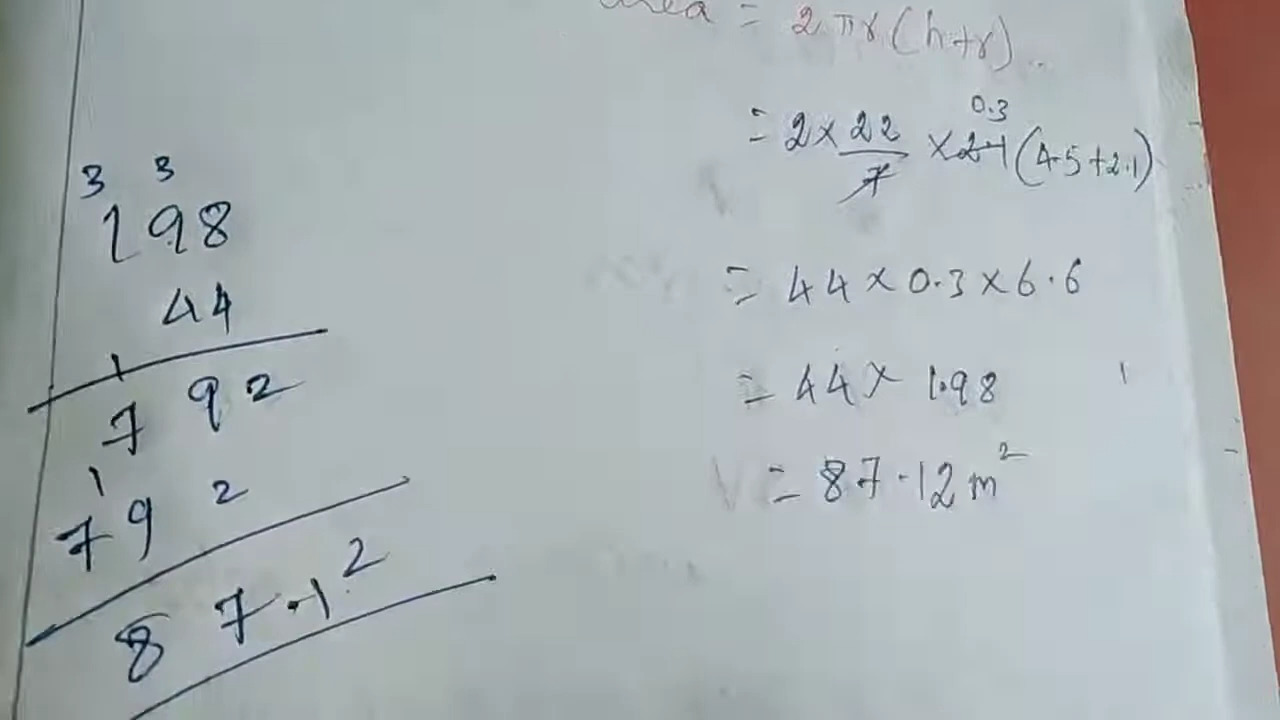 area = 2πr(h+r)
= 2 × 22/7 × 2.1 (4.5+2.1)
0.3
= 44 × 0.3 × 6.6
= 44 × 1.98
= 87.12 m²
3 3
198
44
1
792
1
792
87.12